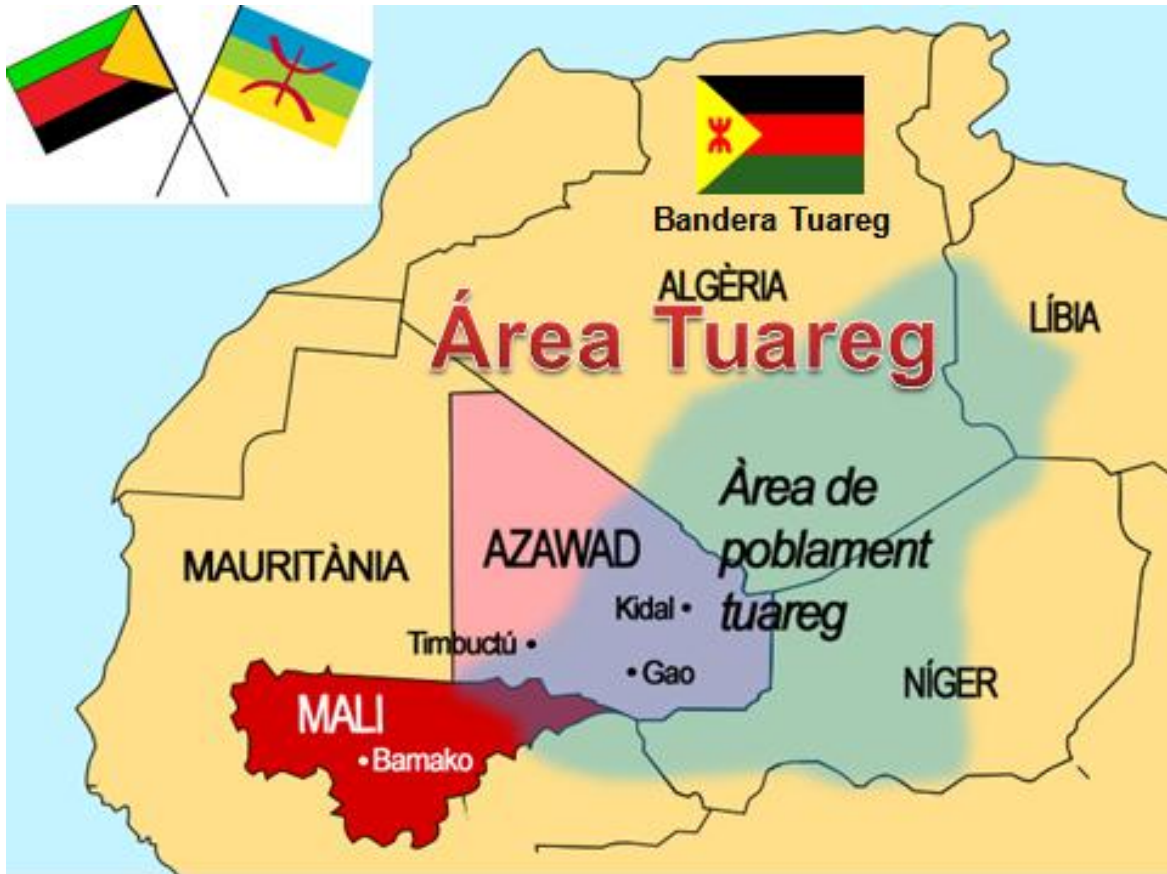 Bandera Tuareg
ALGÈRIA
Área Tuareg
LÍBIA
Àrea de
poblament
tuareg
AZAWAD
MAURITÀNIA
Kidal
Timbuctú
Gao
NÍGER
MALI
Bamako